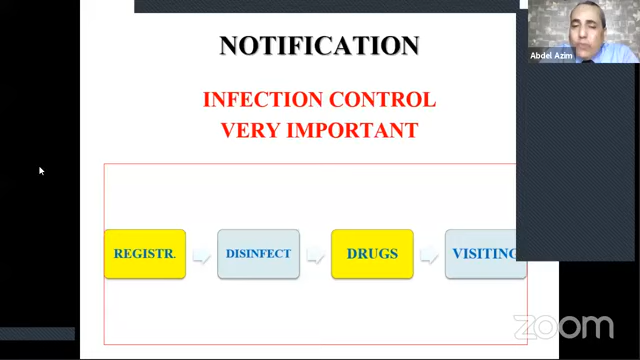 NOTIFICATION
Abdel Azim
INFECTION CONTROL
VERY IMPORTANT
REGISTR.
DISINFECT
DRUGS
VISITING
zoom